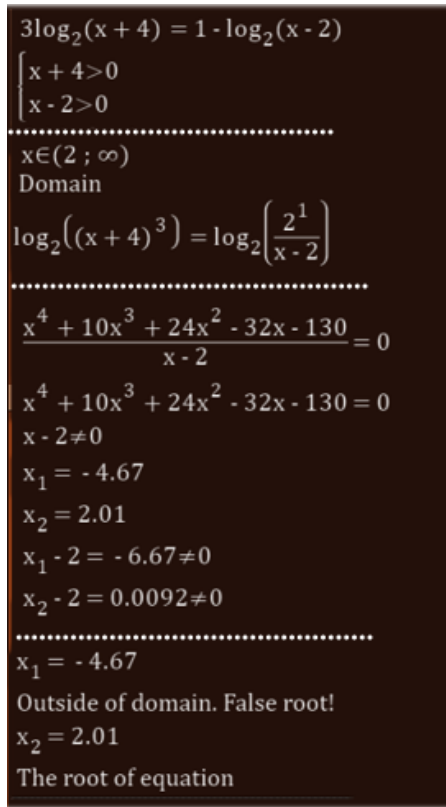 3log₂(x + 4) = 1 - log₂(x - 2)
{x + 4>0
x - 2>0
x∈(2 ; ∞)
Domain
log₂((x + 4)³) = log₂(2¹/(x - 2))
(x⁴ + 10x³ + 24x² - 32x - 130)/(x - 2) = 0
x⁴ + 10x³ + 24x² - 32x - 130 = 0
x - 2≠0
x₁ = - 4.67
x₂ = 2.01
x₁ - 2 = - 6.67≠0
x₂ - 2 = 0.0092≠0
x₁ = - 4.67
Outside of domain. False root!
x₂ = 2.01
The root of equation